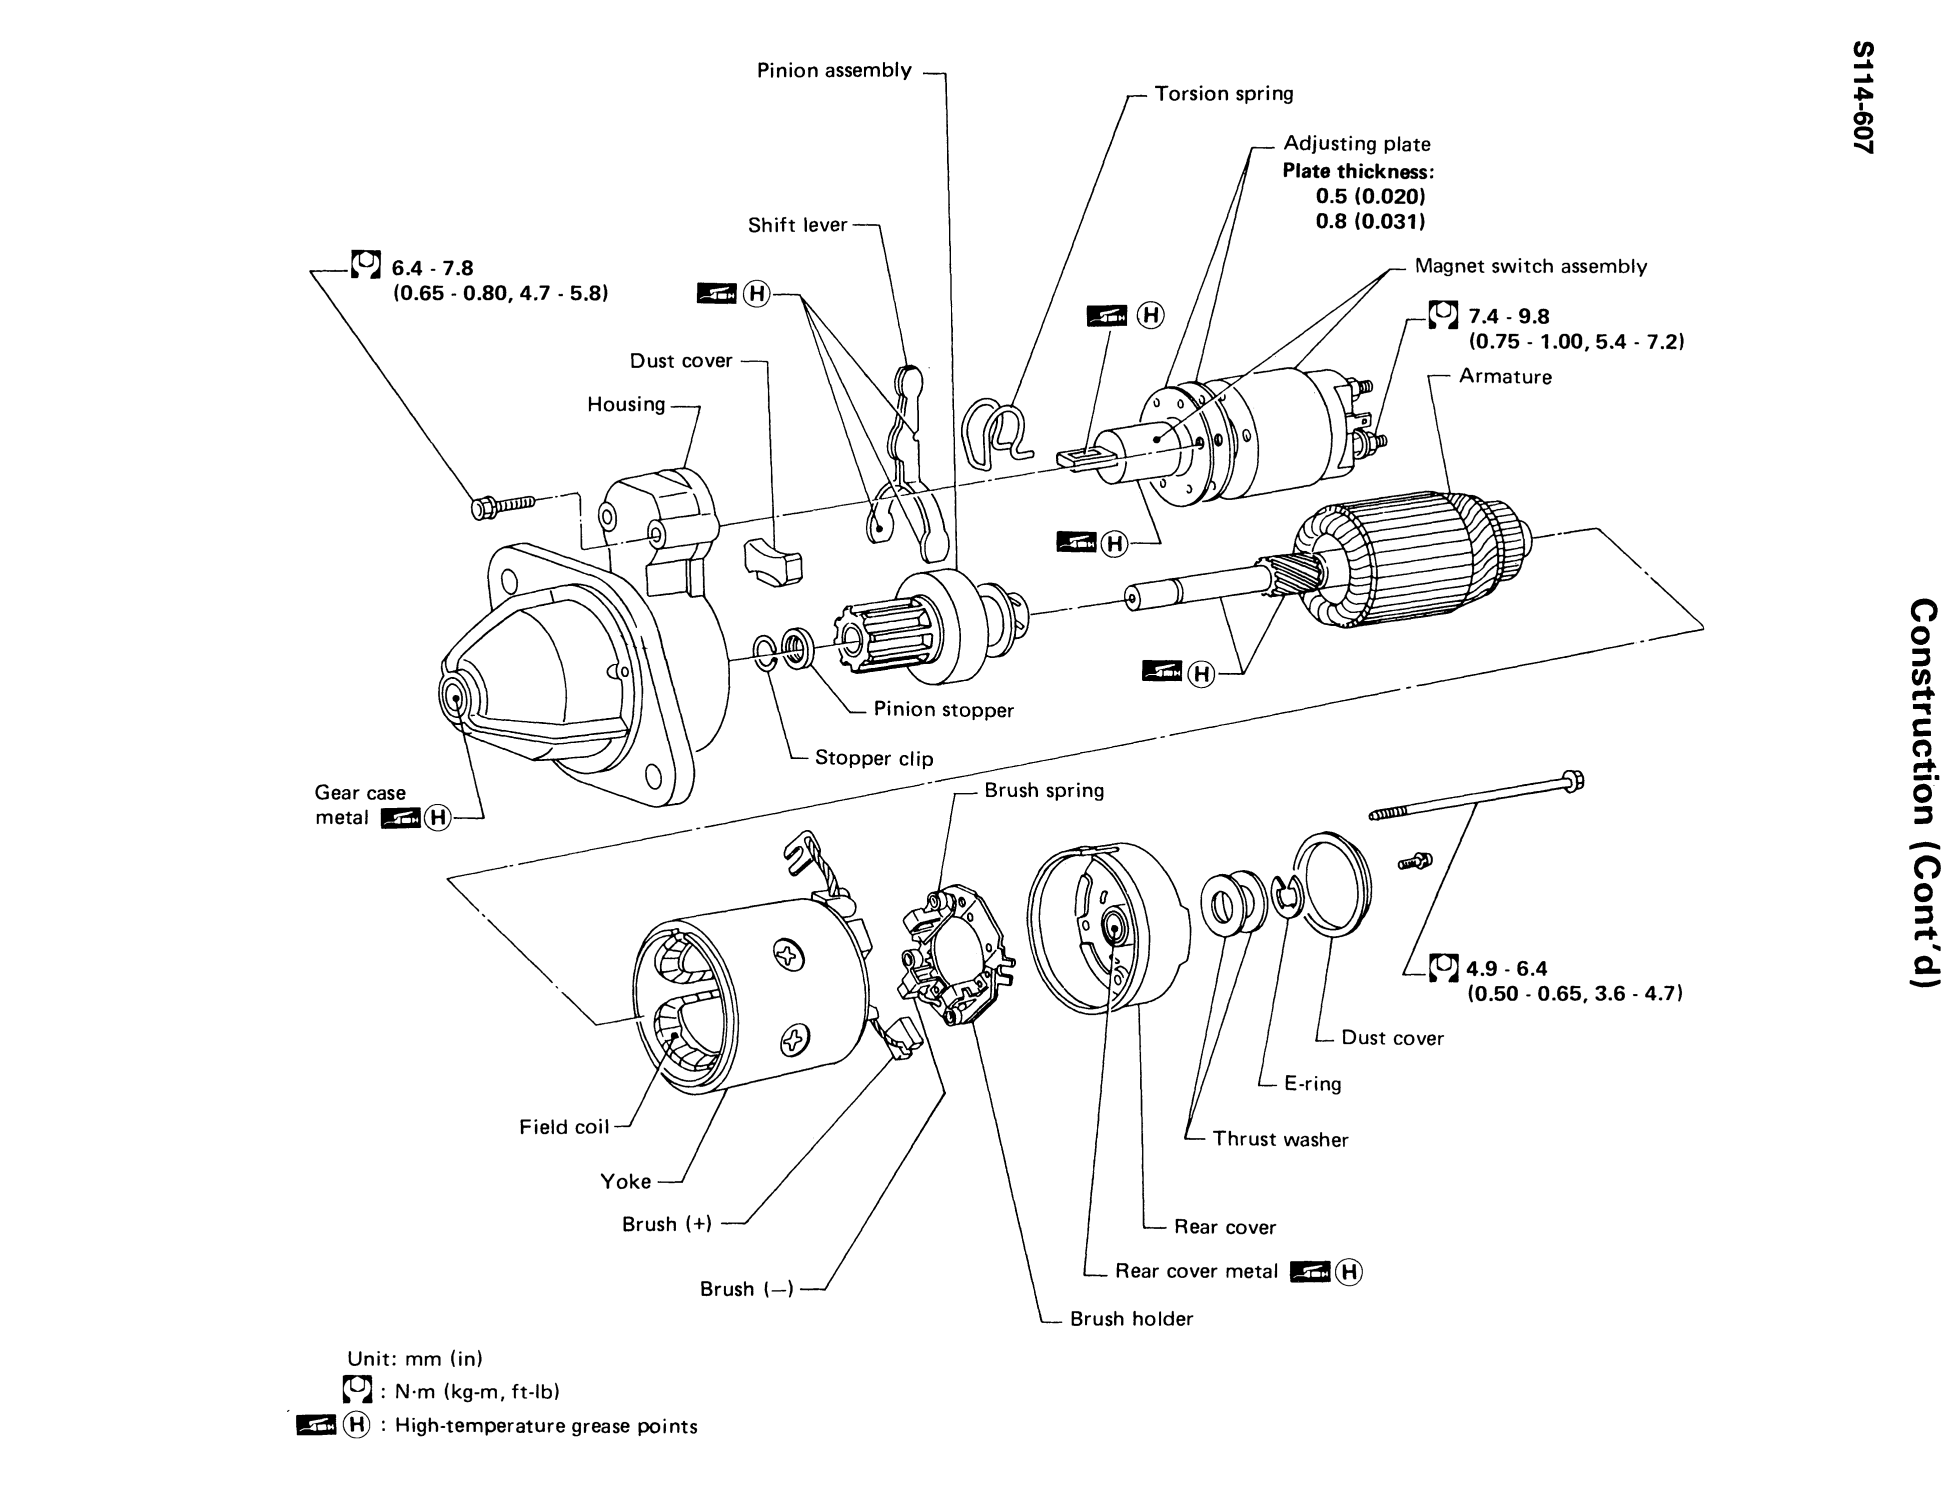 S114-607
Construction (Cont'd)
Pinion assembly
Torsion spring
Adjusting plate
Plate thickness:
0.5 (0.020)
0.8 (0.031)
Shift lever
Magnet switch assembly
6.4 - 7.8
(0.65 - 0.80, 4.7 - 5.8)
H
H
7.4 - 9.8
(0.75 - 1.00, 5.4 - 7.2)
Dust cover
Armature
Housing
H
H
Pinion stopper
Stopper clip
Gear case
metal H
Brush spring
4.9 - 6.4
(0.50 - 0.65, 3.6 - 4.7)
Dust cover
E-ring
Field coil
Thrust washer
Yoke
Brush (+)
Rear cover
Rear cover metal H
Brush (—)
Brush holder
Unit: mm (in)
: N·m (kg-m, ft-lb)
H : High-temperature grease points